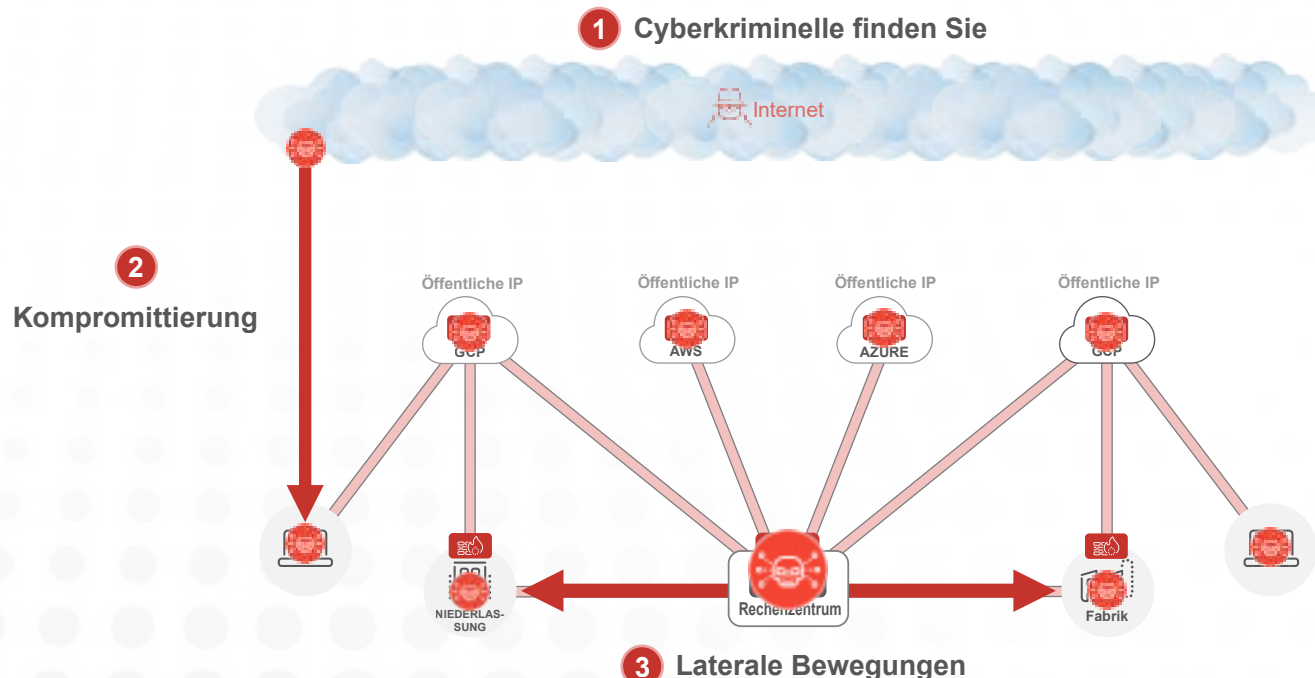 1 Cyberkriminelle finden Sie
Internet
2
Kompromittierung
Öffentliche IP
Öffentliche IP
Öffentliche IP
Öffentliche IP
GCP
AWS
AZURE
GCP
NIEDERLAS-
SUNG
Rechenzentrum
Fabrik
3 Laterale Bewegungen